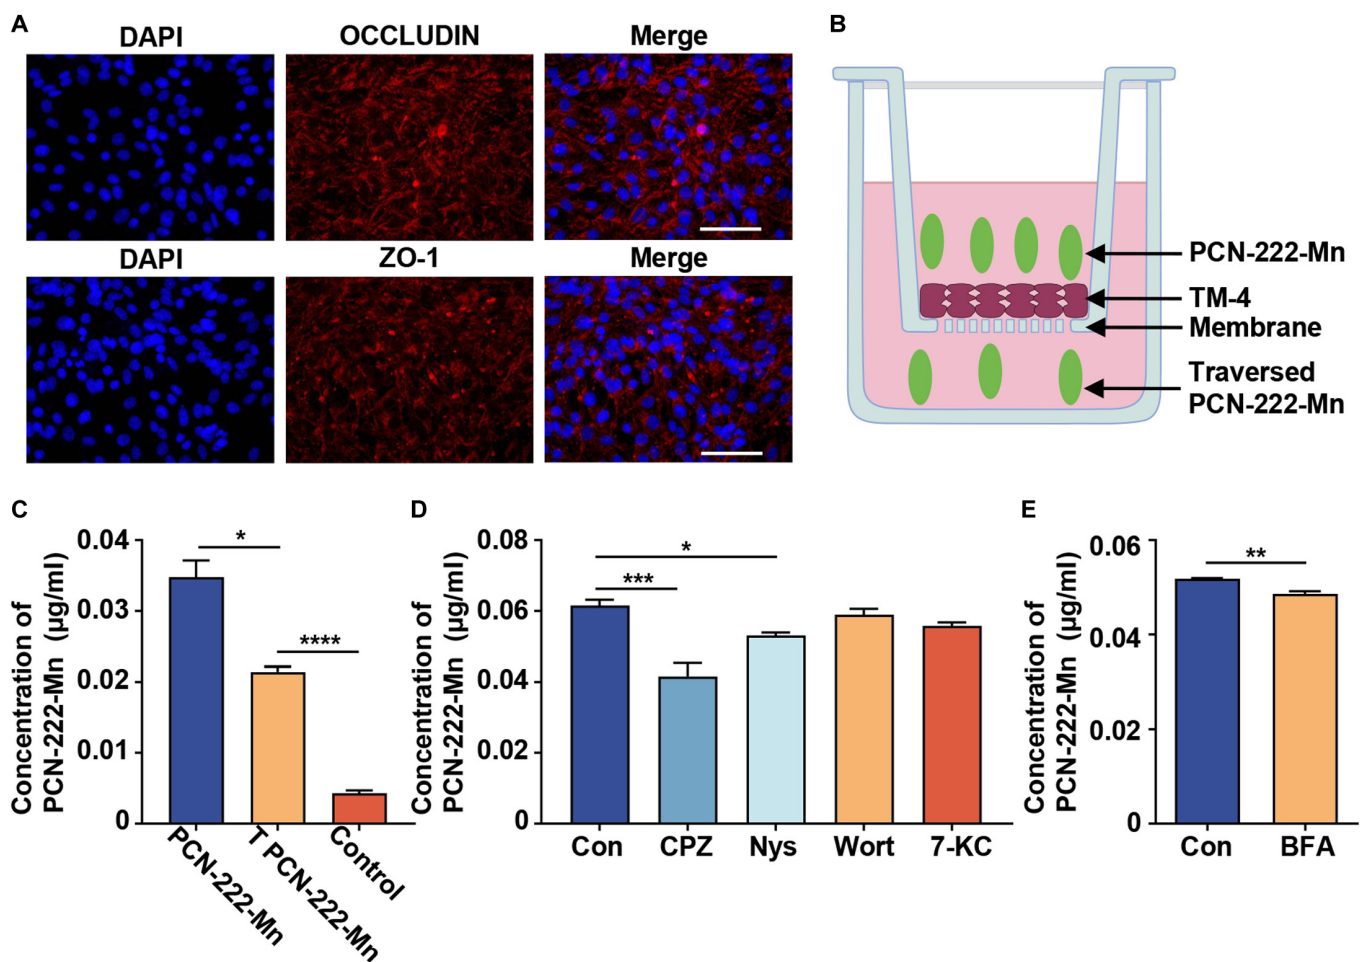 A
DAPI
OCCLUDIN
Merge
DAPI
ZO-1
Merge
B
PCN-222-Mn
TM-4
Membrane
Traversed
PCN-222-Mn
C
Concentration of
PCN-222-Mn (μg/ml)
0.04
0.03
0.02
0.01
0
*
****
PCN-222-Mn
T PCN-222-Mn
Control
D
Concentration of
PCN-222-Mn (μg/ml)
0.08
0.06
0.04
0.02
0
*
***
Con
CPZ
Nys
Wort
7-KC
E
Concentration of
PCN-222-Mn (μg/ml)
0.06
0.04
0.02
0
**
Con
BFA